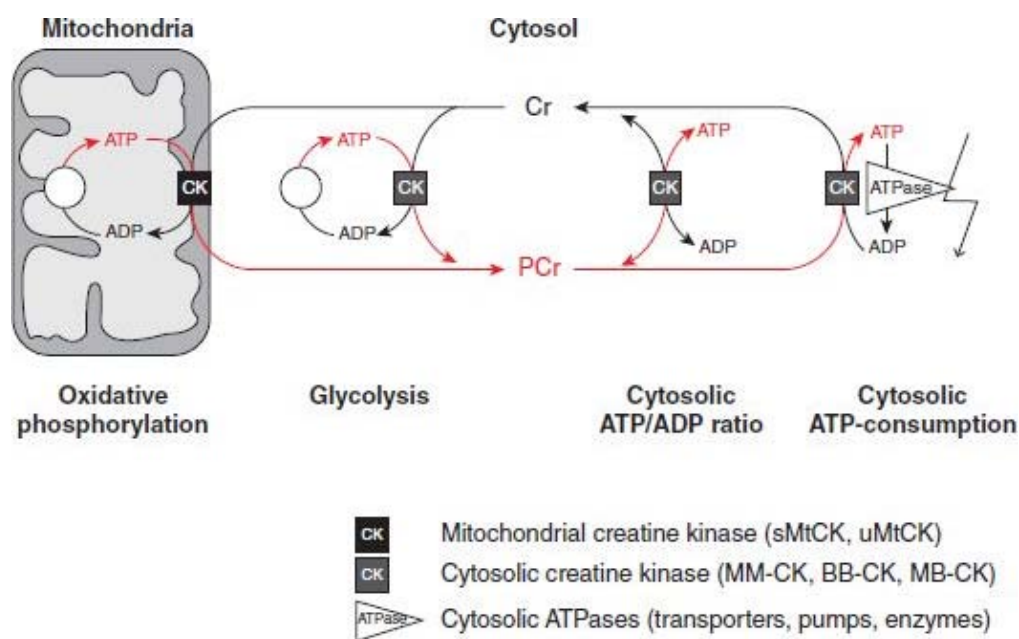 Mitochondria
Cytosol
Cr
ATP
ATP
ATP
ATP
CK
CK
CK
CK
ATPase
ADP
ADP
ADP
ADP
PCr
Oxidative
phosphorylation
Glycolysis
Cytosolic
ATP/ADP ratio
Cytosolic
ATP-consumption
CK Mitochondrial creatine kinase (sMtCK, uMtCK)
CK Cytosolic creatine kinase (MM-CK, BB-CK, MB-CK)
ATPase Cytosolic ATPases (transporters, pumps, enzymes)